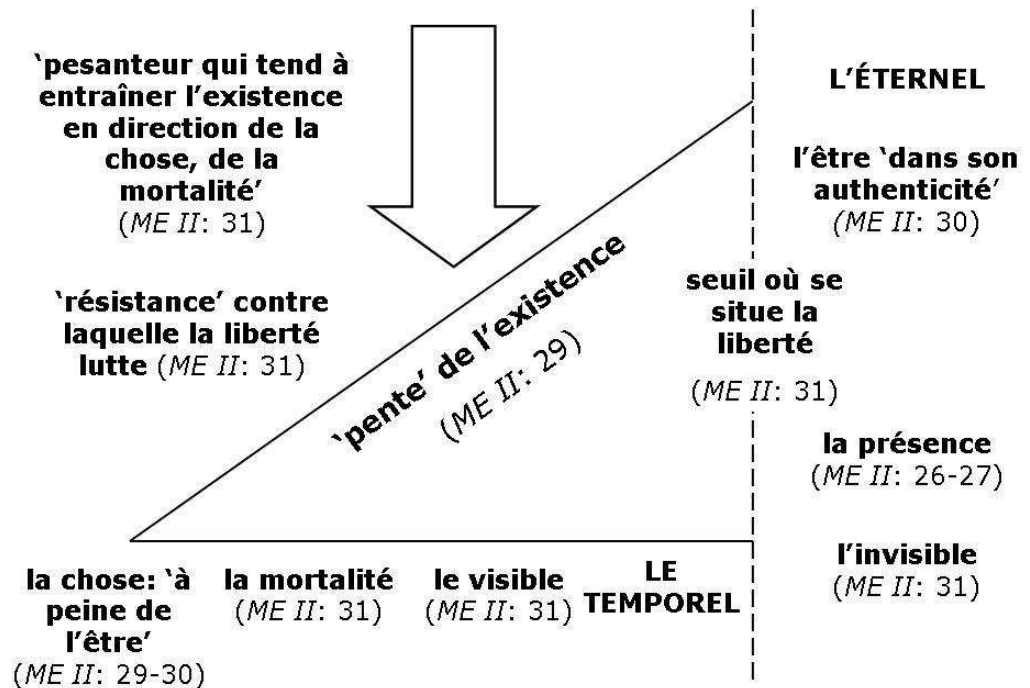 ‘pesanteur qui tend à
entraîner l’existence
en direction de la
chose, de la
mortalité’
(ME II: 31)
‘résistance’ contre
laquelle la liberté
lutte (ME II: 31)
‘pente’ de l’existence
(ME II: 29)
L’ÉTERNEL
l’être ‘dans son
authenticité’
(ME II: 30)
seuil où se
situe la
liberté
(ME II: 31)
la présence
(ME II: 26-27)
l’invisible
(ME II: 31)
la chose: ‘à
peine de
l’être’
(ME II: 29-30)
la mortalité
(ME II: 31)
le visible
(ME II: 31)
LE
TEMPOREL